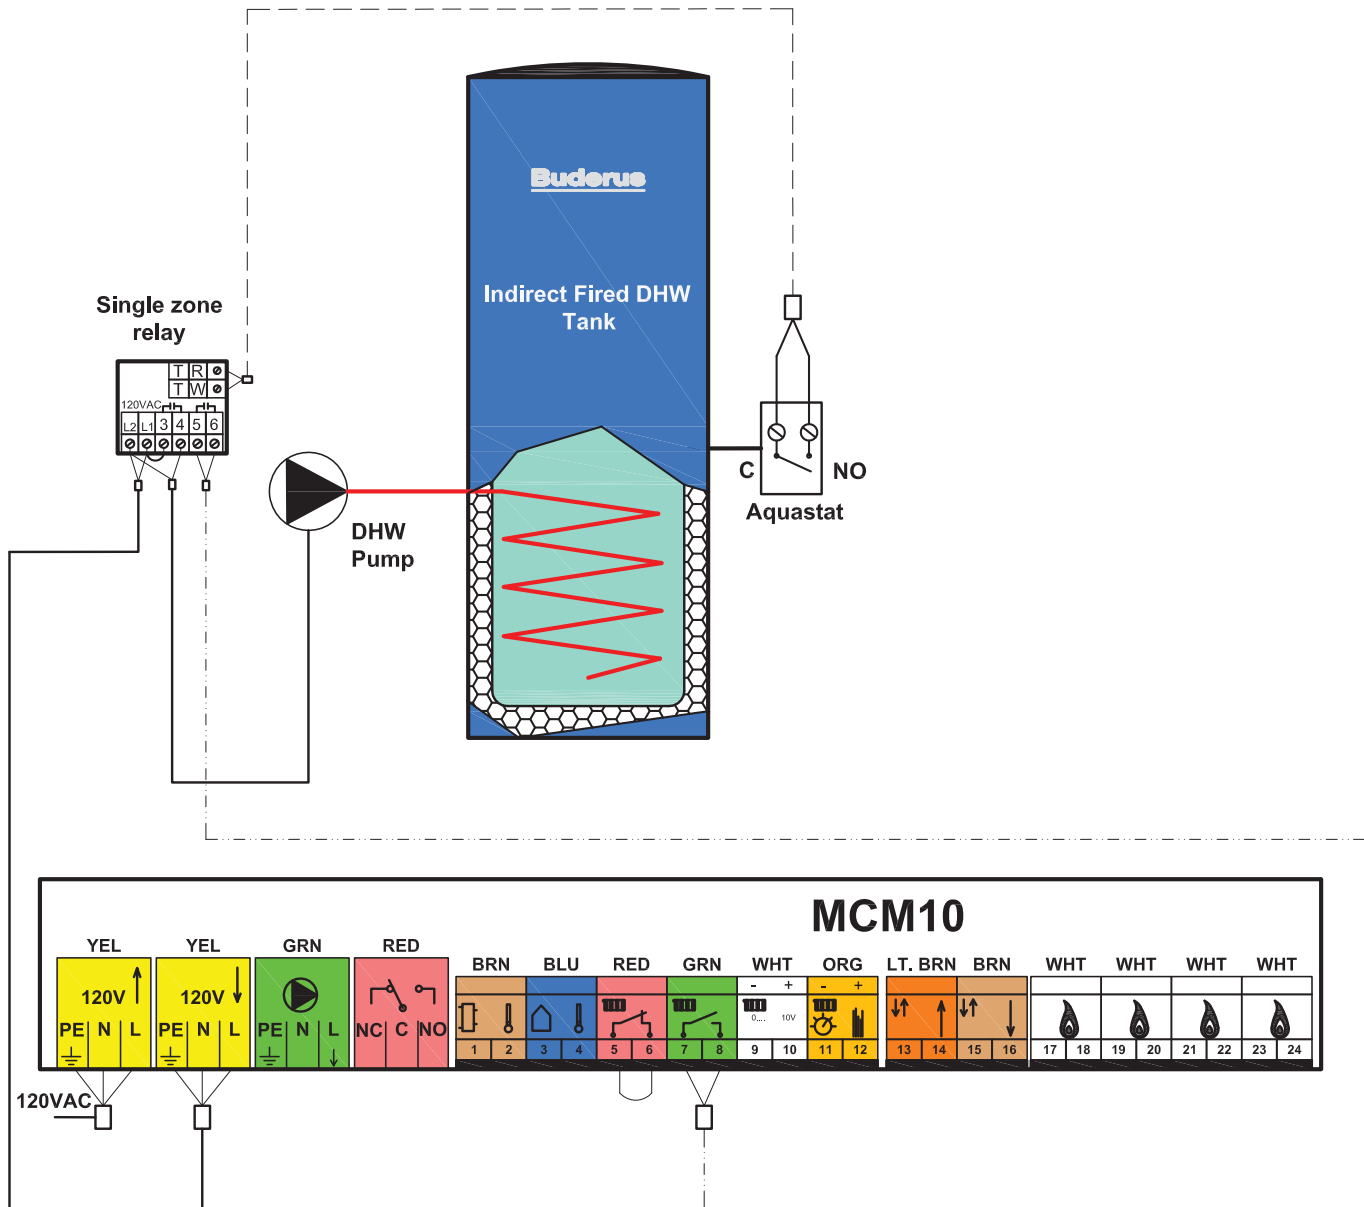 Buderus
Indirect Fired DHW
Tank
Single zone
relay
T R
T W
120VAC
L2 L1 3 4 5 6
C NO
Aquastat
DHW
Pump
MCM10
YEL YEL GRN RED
BRN BLU RED GRN WHT ORG LT. BRN BRN WHT WHT WHT WHT
- + - +
120V 120V
0.... 10V
PE N L PE N L PE N L NC C NO
1 2 3 4 5 6 7 8 9 10 11 12 13 14 15 16 17 18 19 20 21 22 23 24
120VAC